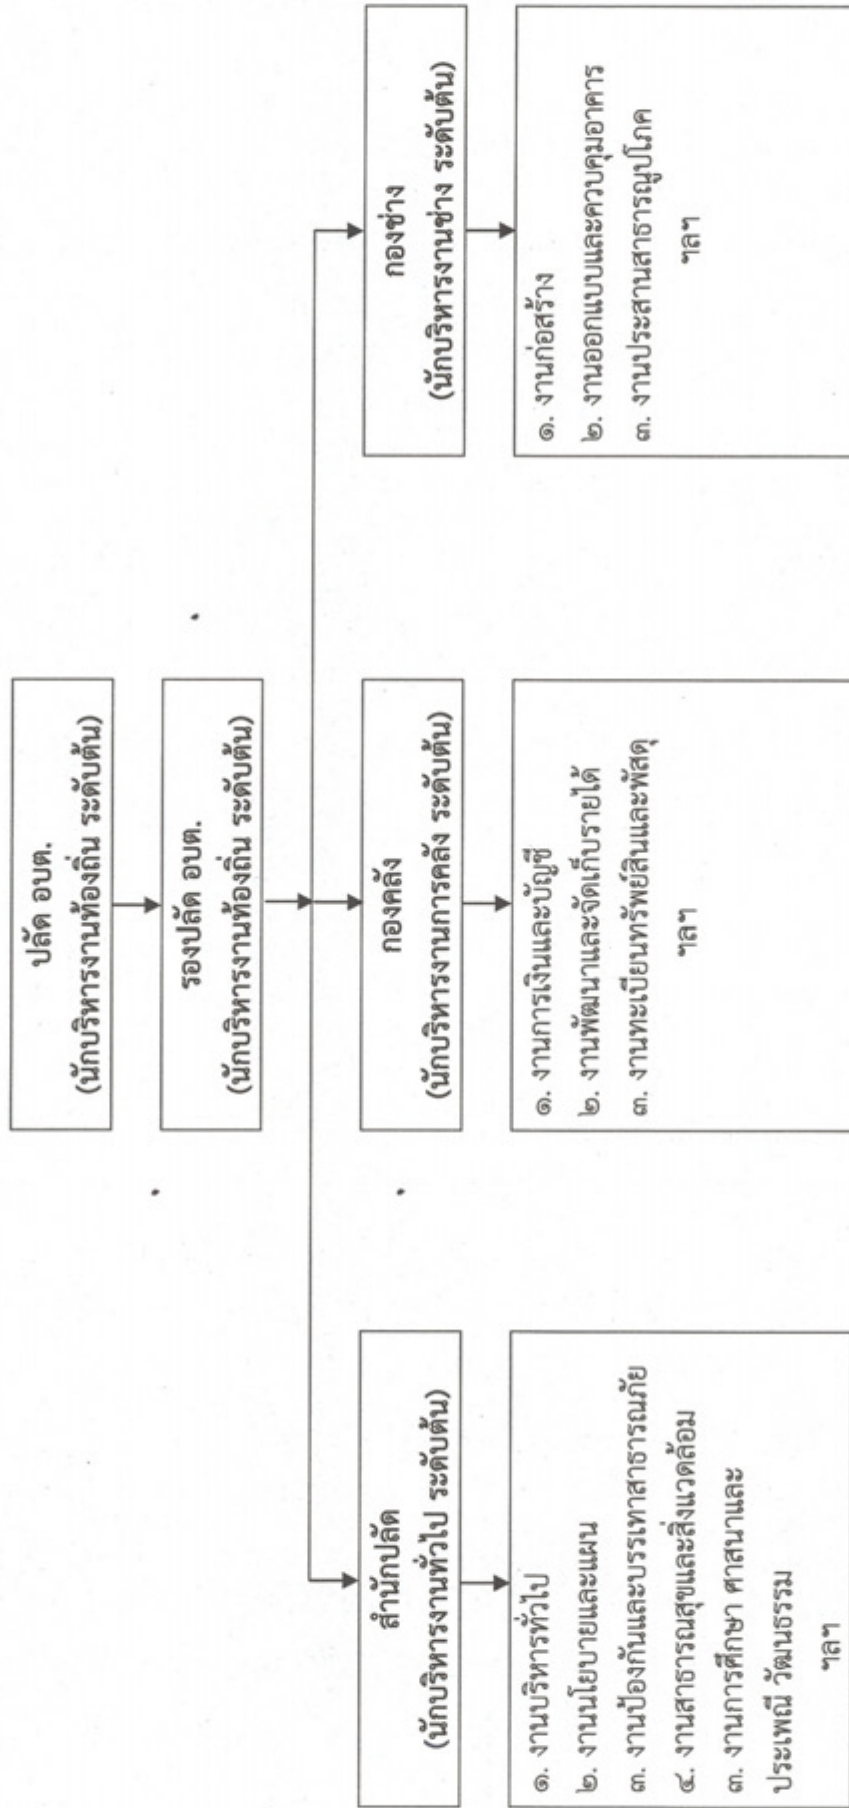 ปลัด อบต.
(นักบริหารงานท้องถิ่น ระดับต้น)
รองปลัด อบต.
(นักบริหารงานท้องถิ่น ระดับต้น)
สำนักปลัด
(นักบริหารงานทั่วไป ระดับต้น)
๑. งานบริหารทั่วไป
๒. งานนโยบายและแผน
๓. งานป้องกันและบรรเทาสาธารณภัย
๔. งานสาธารณสุขและสิ่งแวดล้อม
๓. งานการศึกษา ศาสนาและ
ประเพณี วัฒนธรรม
ฯลฯ
กองคลัง
(นักบริหารงานการคลัง ระดับต้น)
๑. งานการเงินและบัญชี
๒. งานพัฒนาและจัดเก็บรายได้
๓. งานทะเบียนทรัพย์สินและพัสดุ
ฯลฯ
กองช่าง
(นักบริหารงานช่าง ระดับต้น)
๑. งานก่อสร้าง
๒. งานออกแบบและควบคุมอาคาร
๓. งานประสานสาธารณูปโภค
ฯลฯ